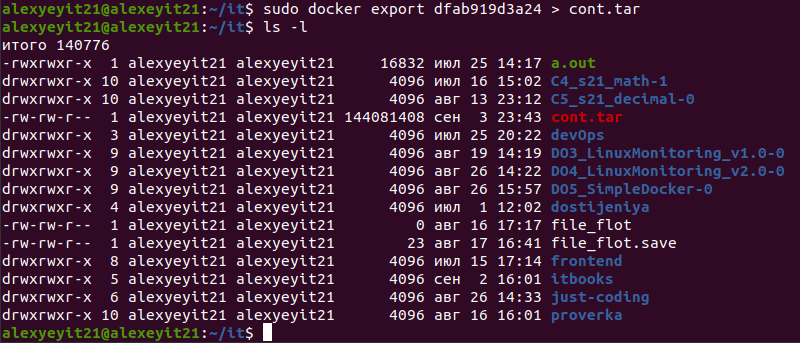 alexyeyit21@alexeyit21:~/it$ sudo docker export dfab919d3a24 > cont.tar
alexyeyit21@alexeyit21:~/it$ ls -l
итого 140776
-rwxrwxr-x 1 alexyeyit21 alexyeyit21 16832 июл 25 14:17 a.out
drwxrwxr-x 10 alexyeyit21 alexyeyit21 4096 июл 16 15:02 C4_s21_math-1
drwxrwxr-x 10 alexyeyit21 alexyeyit21 4096 авг 13 23:12 C5_s21_decimal-0
-rw-rw-r-- 1 alexyeyit21 alexyeyit21 144081408 сен 3 23:43 cont.tar
drwxrwxr-x 3 alexyeyit21 alexyeyit21 4096 июл 25 20:22 devOps
drwxrwxr-x 9 alexyeyit21 alexyeyit21 4096 авг 19 14:19 DO3_LinuxMonitoring_v1.0-0
drwxrwxr-x 9 alexyeyit21 alexyeyit21 4096 авг 26 14:22 DO4_LinuxMonitoring_v2.0-0
drwxrwxr-x 9 alexyeyit21 alexyeyit21 4096 авг 26 15:57 DO5_SimpleDocker-0
drwxrwxr-x 4 alexyeyit21 alexyeyit21 4096 июл 1 12:02 dostijeniya
-rw-rw-r-- 1 alexyeyit21 alexyeyit21 0 авг 16 17:17 file_flot
-rw-rw-r-- 1 alexyeyit21 alexyeyit21 23 авг 17 16:41 file_flot.save
drwxrwxr-x 8 alexyeyit21 alexyeyit21 4096 июл 15 17:14 frontend
drwxrwxr-x 5 alexyeyit21 alexyeyit21 4096 сен 2 16:01 itbooks
drwxrwxr-x 6 alexyeyit21 alexyeyit21 4096 авг 26 14:33 just-coding
drwxrwxr-x 10 alexyeyit21 alexyeyit21 4096 авг 16 16:01 proverka
alexyeyit21@alexeyit21:~/it$